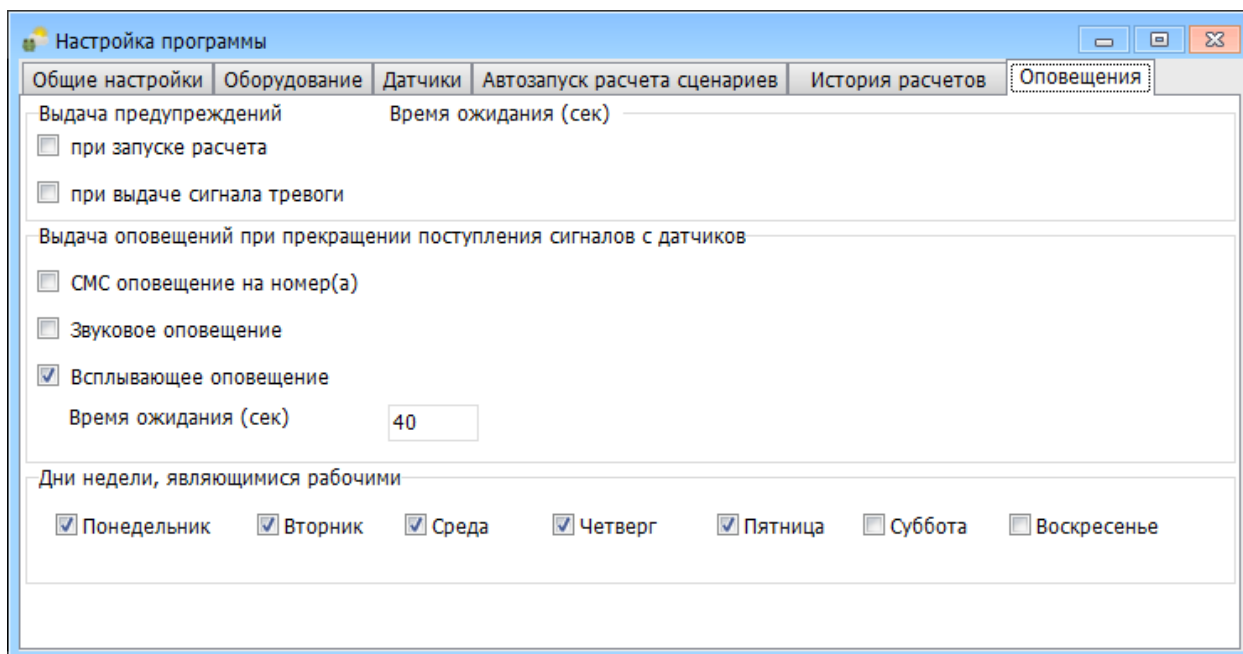 Настройка программы
Общие настройки Оборудование Датчики Автозапуск расчета сценариев История расчетов Оповещения
Выдача предупреждений Время ожидания (сек)
при запуске расчета
при выдаче сигнала тревоги
Выдача оповещений при прекращении поступления сигналов с датчиков
СМС оповещение на номер(а)
Звуковое оповещение
Всплывающее оповещение
Время ожидания (сек) 40
Дни недели, являющимися рабочими
Понедельник Вторник Среда Четверг Пятница Суббота Воскресенье